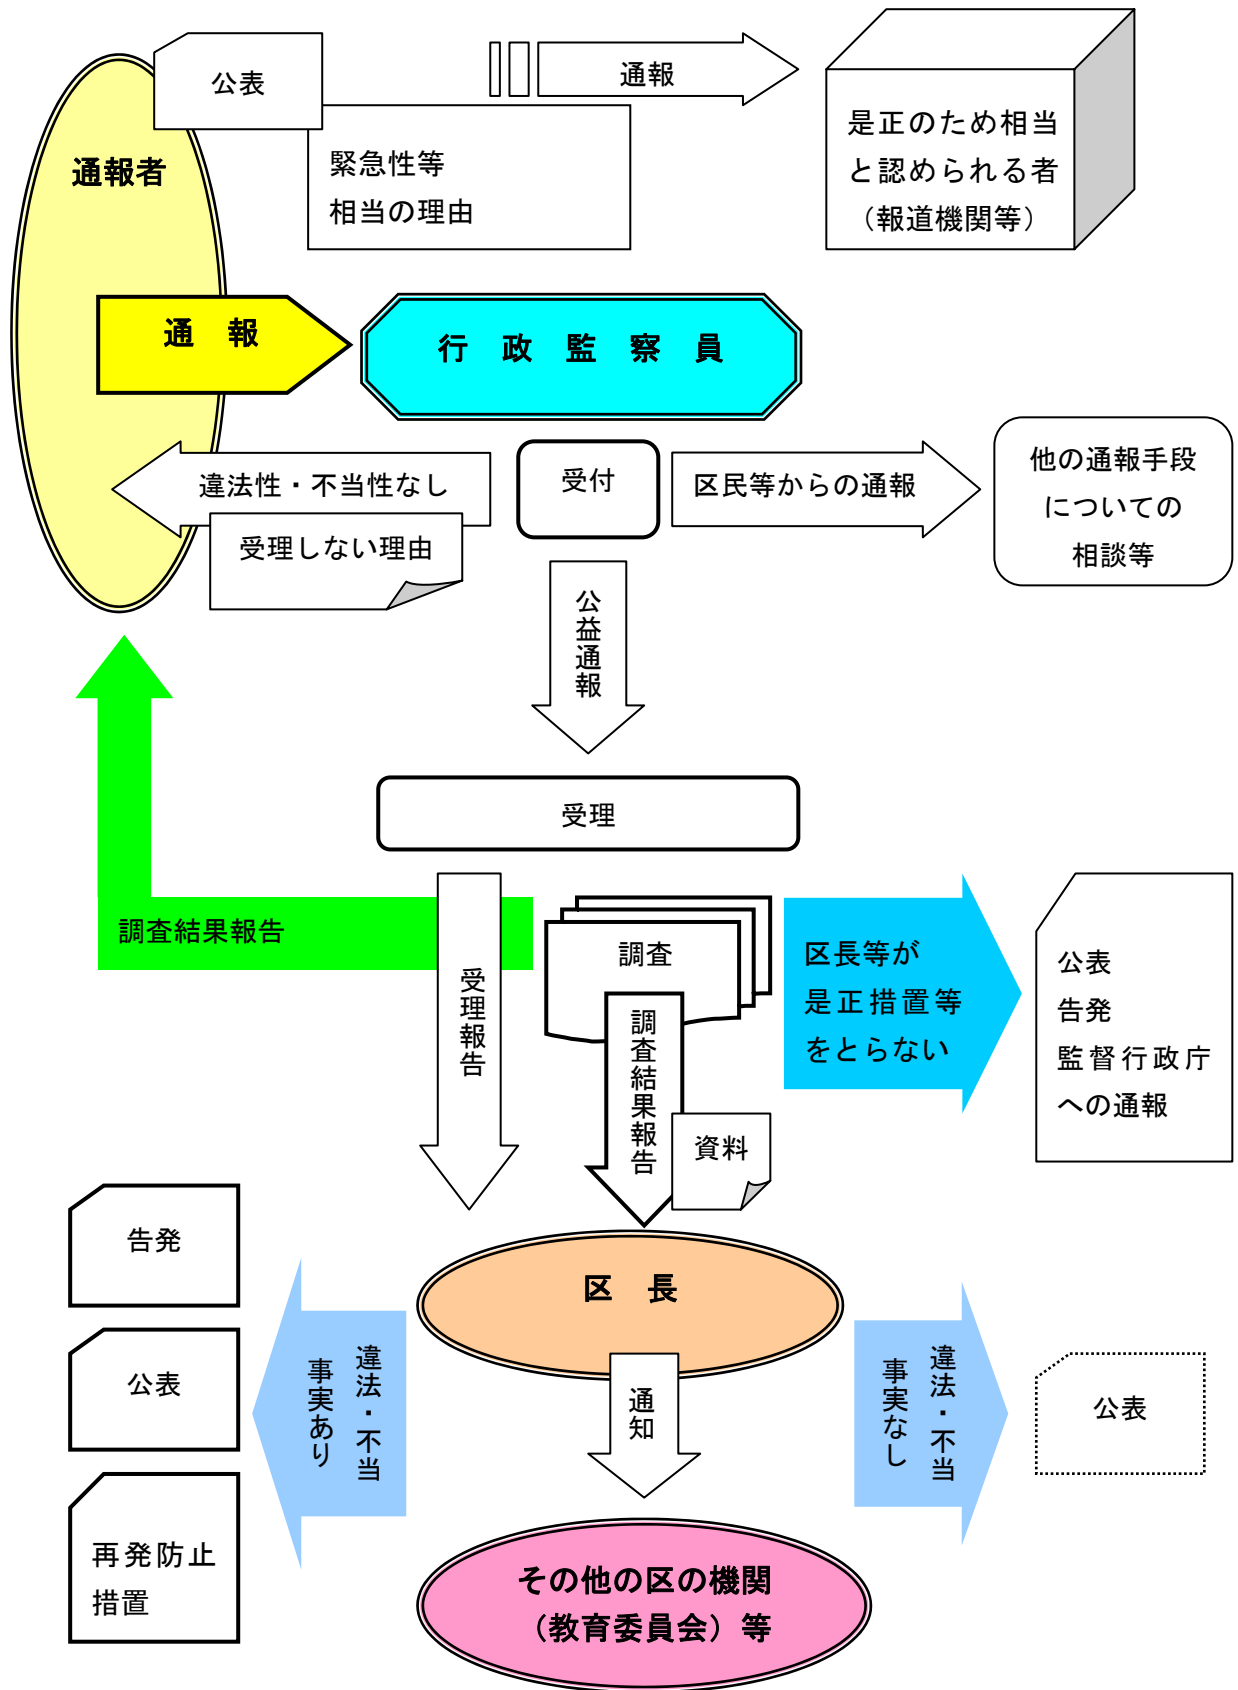 公表
通報
通報者
緊急性等
相当の理由
是正のため相当
と認められる者
（報道機関等）
通　報
行　政　監　察　員
違法性・不当性なし
受付
区民等からの通報
他の通報手段
についての
相談等
受理しない理由
公益通報
受理
調査結果報告
受理報告
調査
調査結果報告
資料
区長等が
是正措置等
をとらない
公表
告発
監督行政庁
への通報
告発
公表
再発防止
措置
違法・不当
事実あり
区　長
通知
違法・不当
事実なし
公表
その他の区の機関
（教育委員会）等